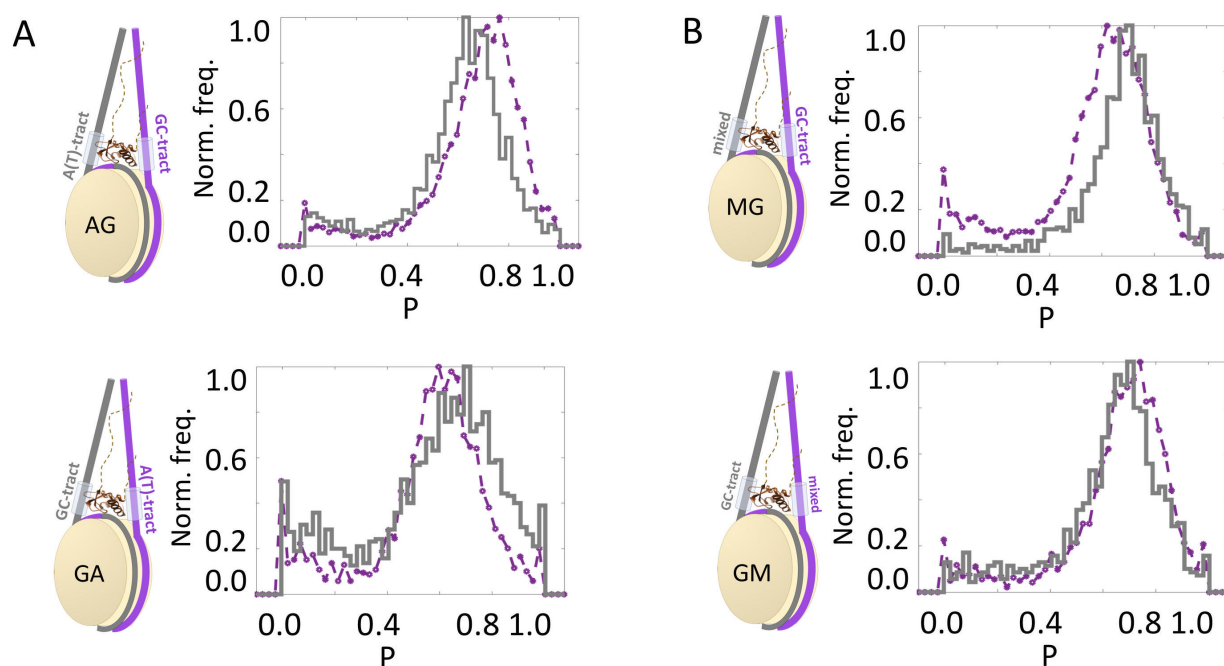 A
A(T)-tract
GC-tract
AG
Norm. freq.
1.0
0.6
0.2
0.0
0.0 0.4 0.8 1.0
P
GC-tract
A(T)-tract
GA
Norm. freq.
1.0
0.6
0.2
0.0
0.0 0.4 0.8 1.0
P
B
mixed
GC-tract
MG
Norm. freq.
1.0
0.6
0.2
0.0
0.0 0.4 0.8 1.0
P
GC-tract
mixed
GM
Norm. freq.
1.0
0.6
0.2
0.0
0.0 0.4 0.8 1.0
P